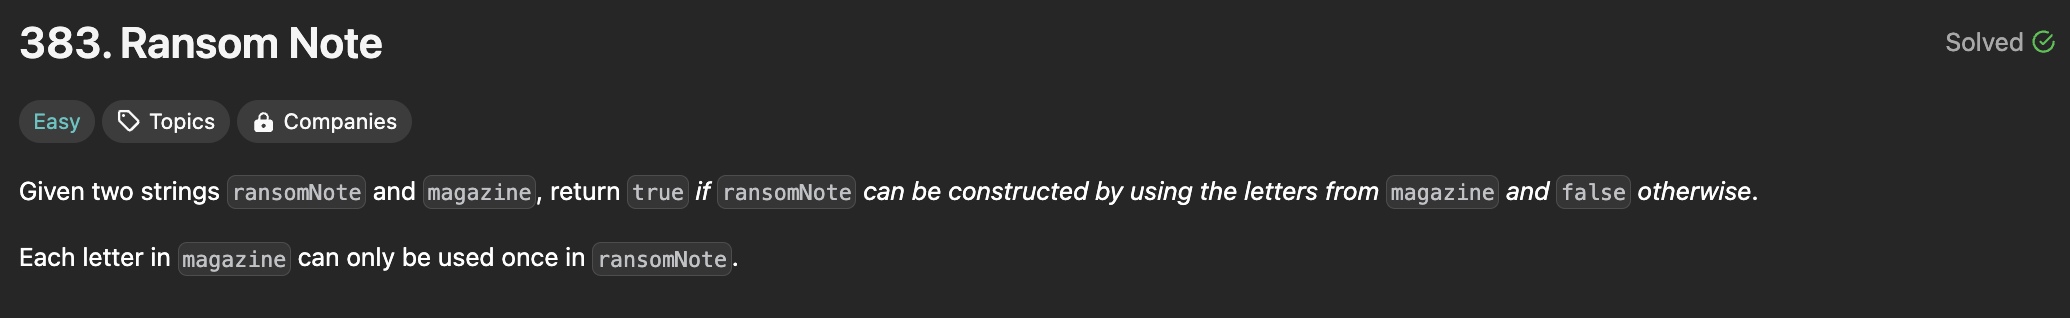 383. Ransom Note
Solved
Easy
Topics
Companies
Given two strings ransomNote and magazine, return true if ransomNote can be constructed by using the letters from magazine and false otherwise.
Each letter in magazine can only be used once in ransomNote.